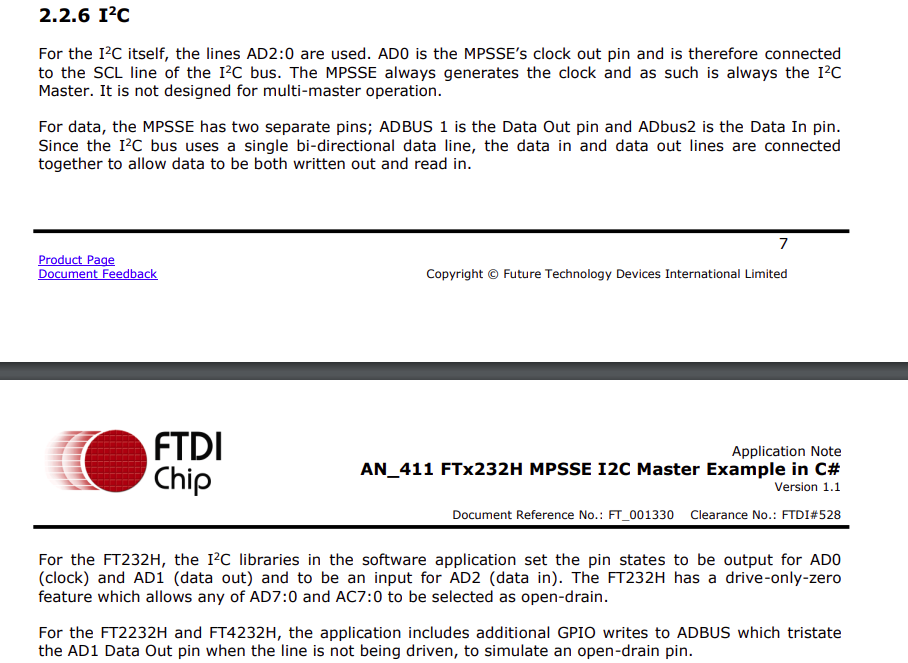 2.2.6 I²C
For the I²C itself, the lines AD2:0 are used. AD0 is the MPSSE’s clock out pin and is therefore connected
to the SCL line of the I²C bus. The MPSSE always generates the clock and as such is always the I²C
Master. It is not designed for multi-master operation.
For data, the MPSSE has two separate pins; ADBUS 1 is the Data Out pin and ADbus2 is the Data In pin.
Since the I²C bus uses a single bi-directional data line, the data in and data out lines are connected
together to allow data to be both written out and read in.
7
Product Page
Document Feedback
Copyright © Future Technology Devices International Limited
FTDI
Chip
Application Note
AN_411 FTx232H MPSSE I2C Master Example in C#
Version 1.1
Document Reference No.: FT_001330 Clearance No.: FTDI#528
For the FT232H, the I²C libraries in the software application set the pin states to be output for AD0
(clock) and AD1 (data out) and to be an input for AD2 (data in). The FT232H has a drive-only-zero
feature which allows any of AD7:0 and AC7:0 to be selected as open-drain.
For the FT2232H and FT4232H, the application includes additional GPIO writes to ADBUS which tristate
the AD1 Data Out pin when the line is not being driven, to simulate an open-drain pin.